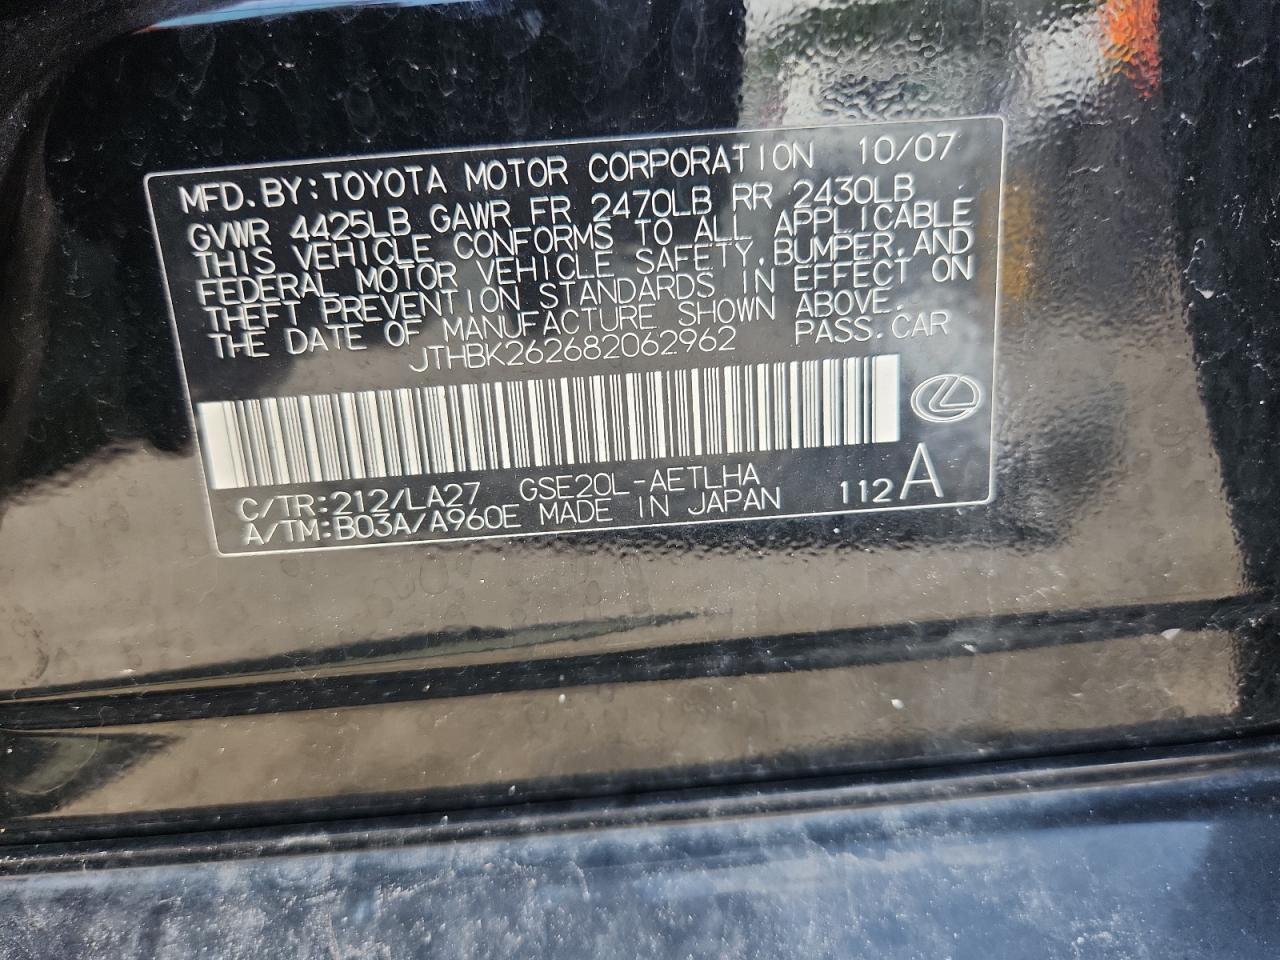 MFD.BY:TOYOTA MOTOR CORPORATION 10/07
GVWR 4425LB GAWR FR 2470LB RR 2430LB
THIS VEHICLE CONFORMS TO ALL APPLICABLE
FEDERAL MOTOR VEHICLE SAFETY,BUMPER,AND
THEFT PREVENTION STANDARDS IN EFFECT ON
THE DATE OF MANUFACTURE SHOWN ABOVE.
JTHBK262682062962 PASS.CAR
C/TR:212/LA27 GSE20L-AETLHA
A/TM:B03A/A960E MADE IN JAPAN 112A